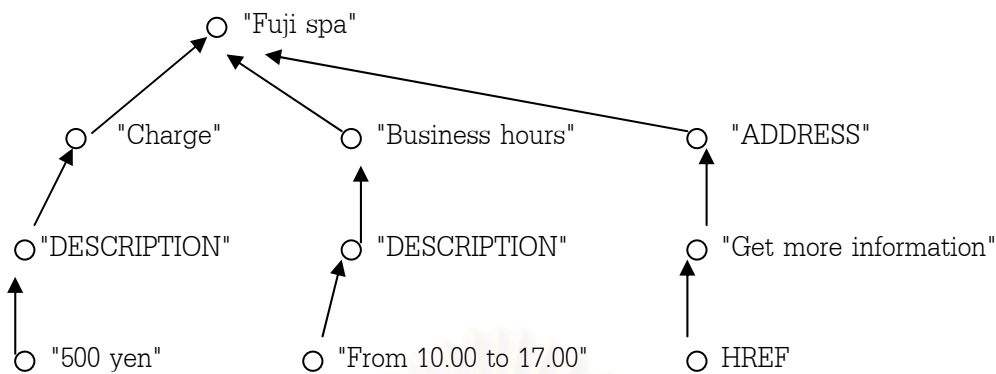 "Fuji spa"
"Charge" "Business hours" "ADDRESS"
"DESCRIPTION" "DESCRIPTION" "Get more information"
"500 yen" "From 10.00 to 17.00" HREF